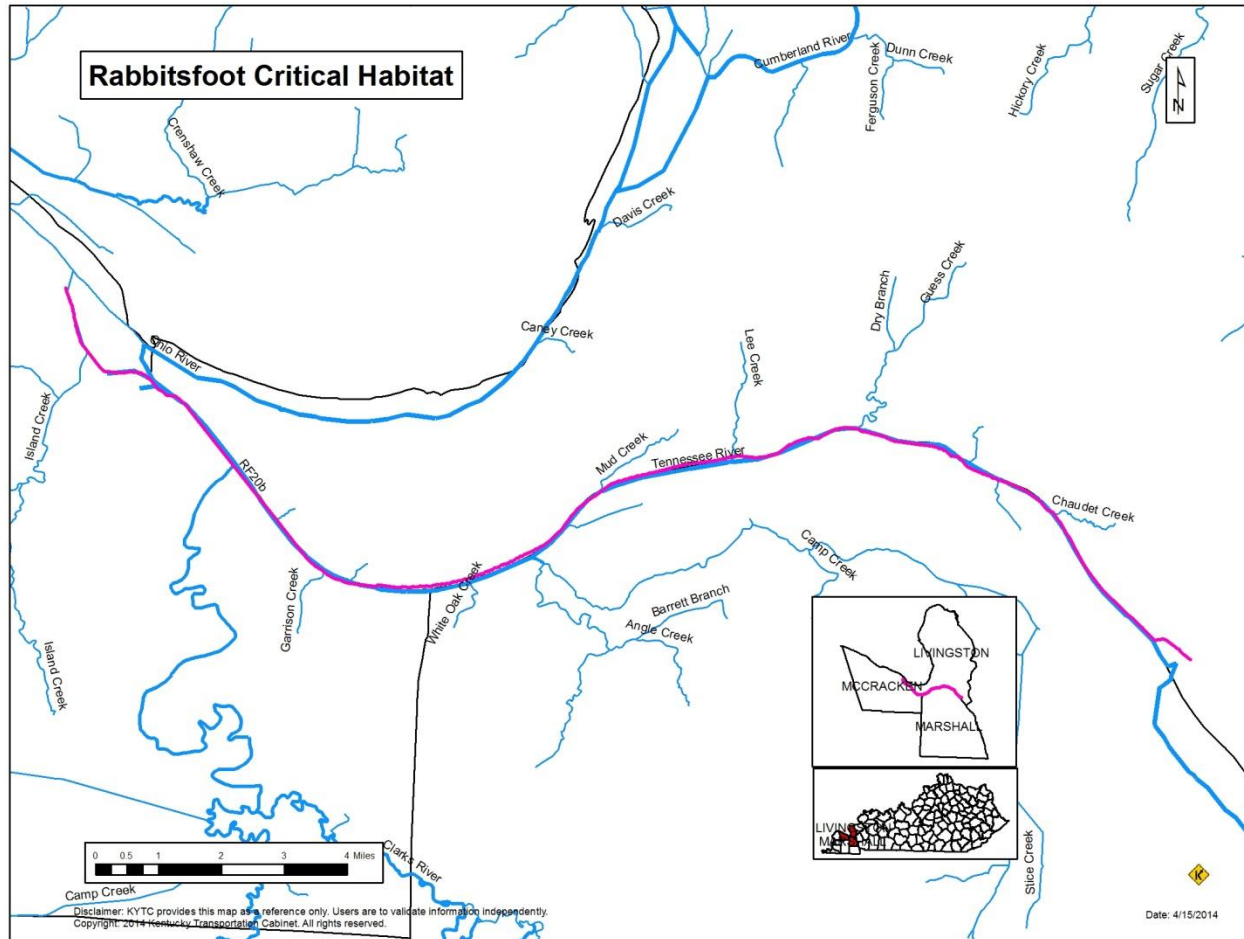 Rabbitsfoot Critical Habitat
Cumberland River
Dunn Creek
Ferguson Creek
Hickory Creek
Sugar Creek
N
Crenshaw Creek
Davis Creek
Guess Creek
Dry Branch
Caney Creek
Ohio River
Lee Creek
Island Creek
Mud Creek
Tennessee River
RF20b
Chaudet Creek
Camp Creek
Garrison Creek
White Oak Creek
Barrett Branch
Angle Creek
Island Creek
LIVINGSTON
MCCRACKEN
MARSHALL
LIVINGSTON
MARSHALL
0 0.5 1 2 3 4 Miles
Clarks River
Stice Creek
Camp Creek
Disclaimer: KYTC provides this map as a reference only. Users are to validate information independently.
Copyright: 2014 Kentucky Transportation Cabinet. All rights reserved.
K
Date: 4/15/2014